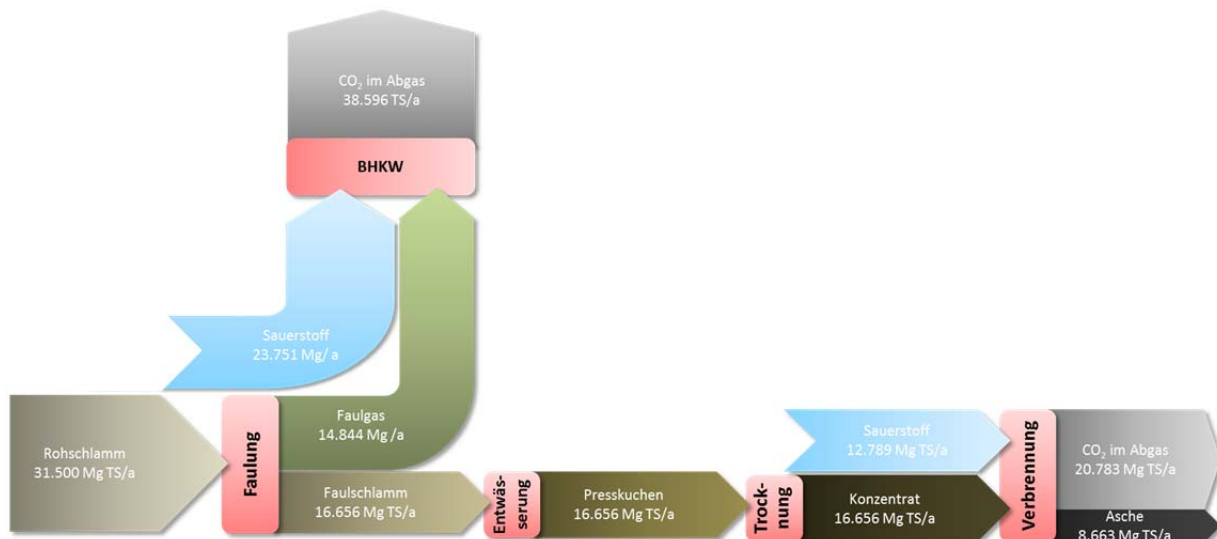 CO₂ im Abgas
38.596 TS/a
BHKW
Sauerstoff
23.751 Mg/ a
Rohschlamm
31.500 Mg TS/a
Faulung
Faulgas
14.844 Mg /a
Faulschlamm
16.656 Mg TS/a
Entwäs-
serung
Presskuchen
16.656 Mg TS/a
Trock-
nung
Sauerstoff
12.789 Mg TS/a
Konzentrat
16.656 Mg TS/a
Verbrennung
CO₂ im Abgas
20.783 Mg TS/a
Asche
8.663 Mg TS/a